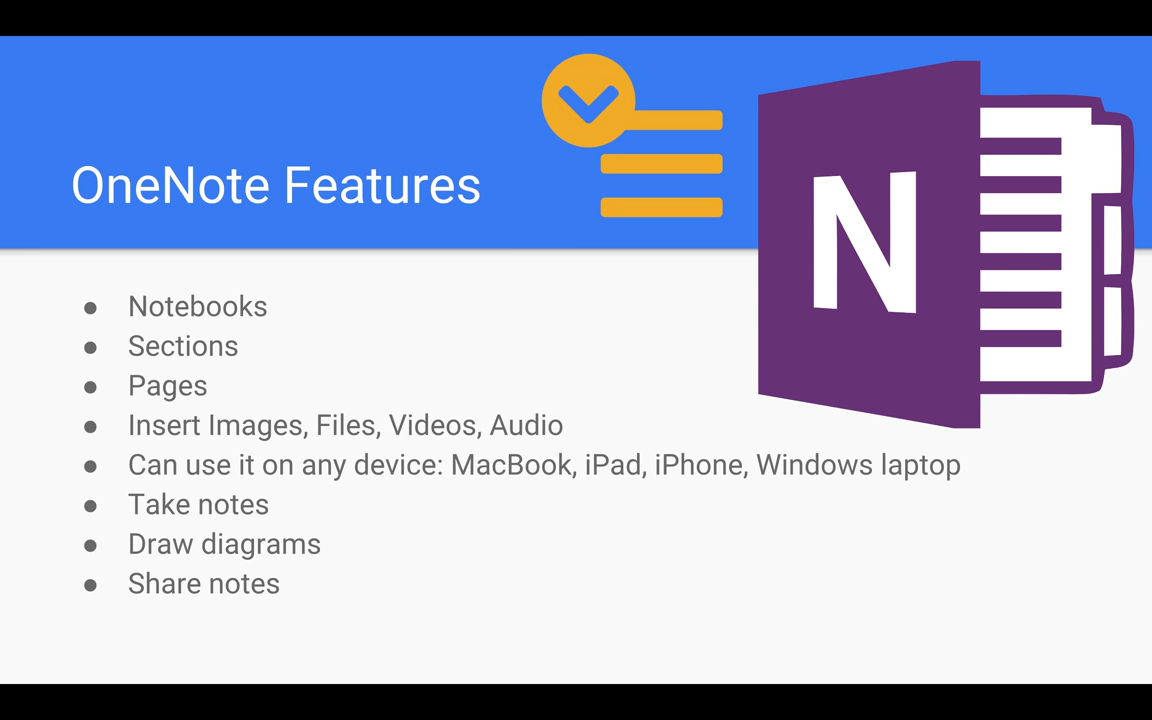 OneNote Features
N
Notebooks
Sections
Pages
Insert Images, Files, Videos, Audio
Can use it on any device: MacBook, iPad, iPhone, Windows laptop
Take notes
Draw diagrams
Share notes